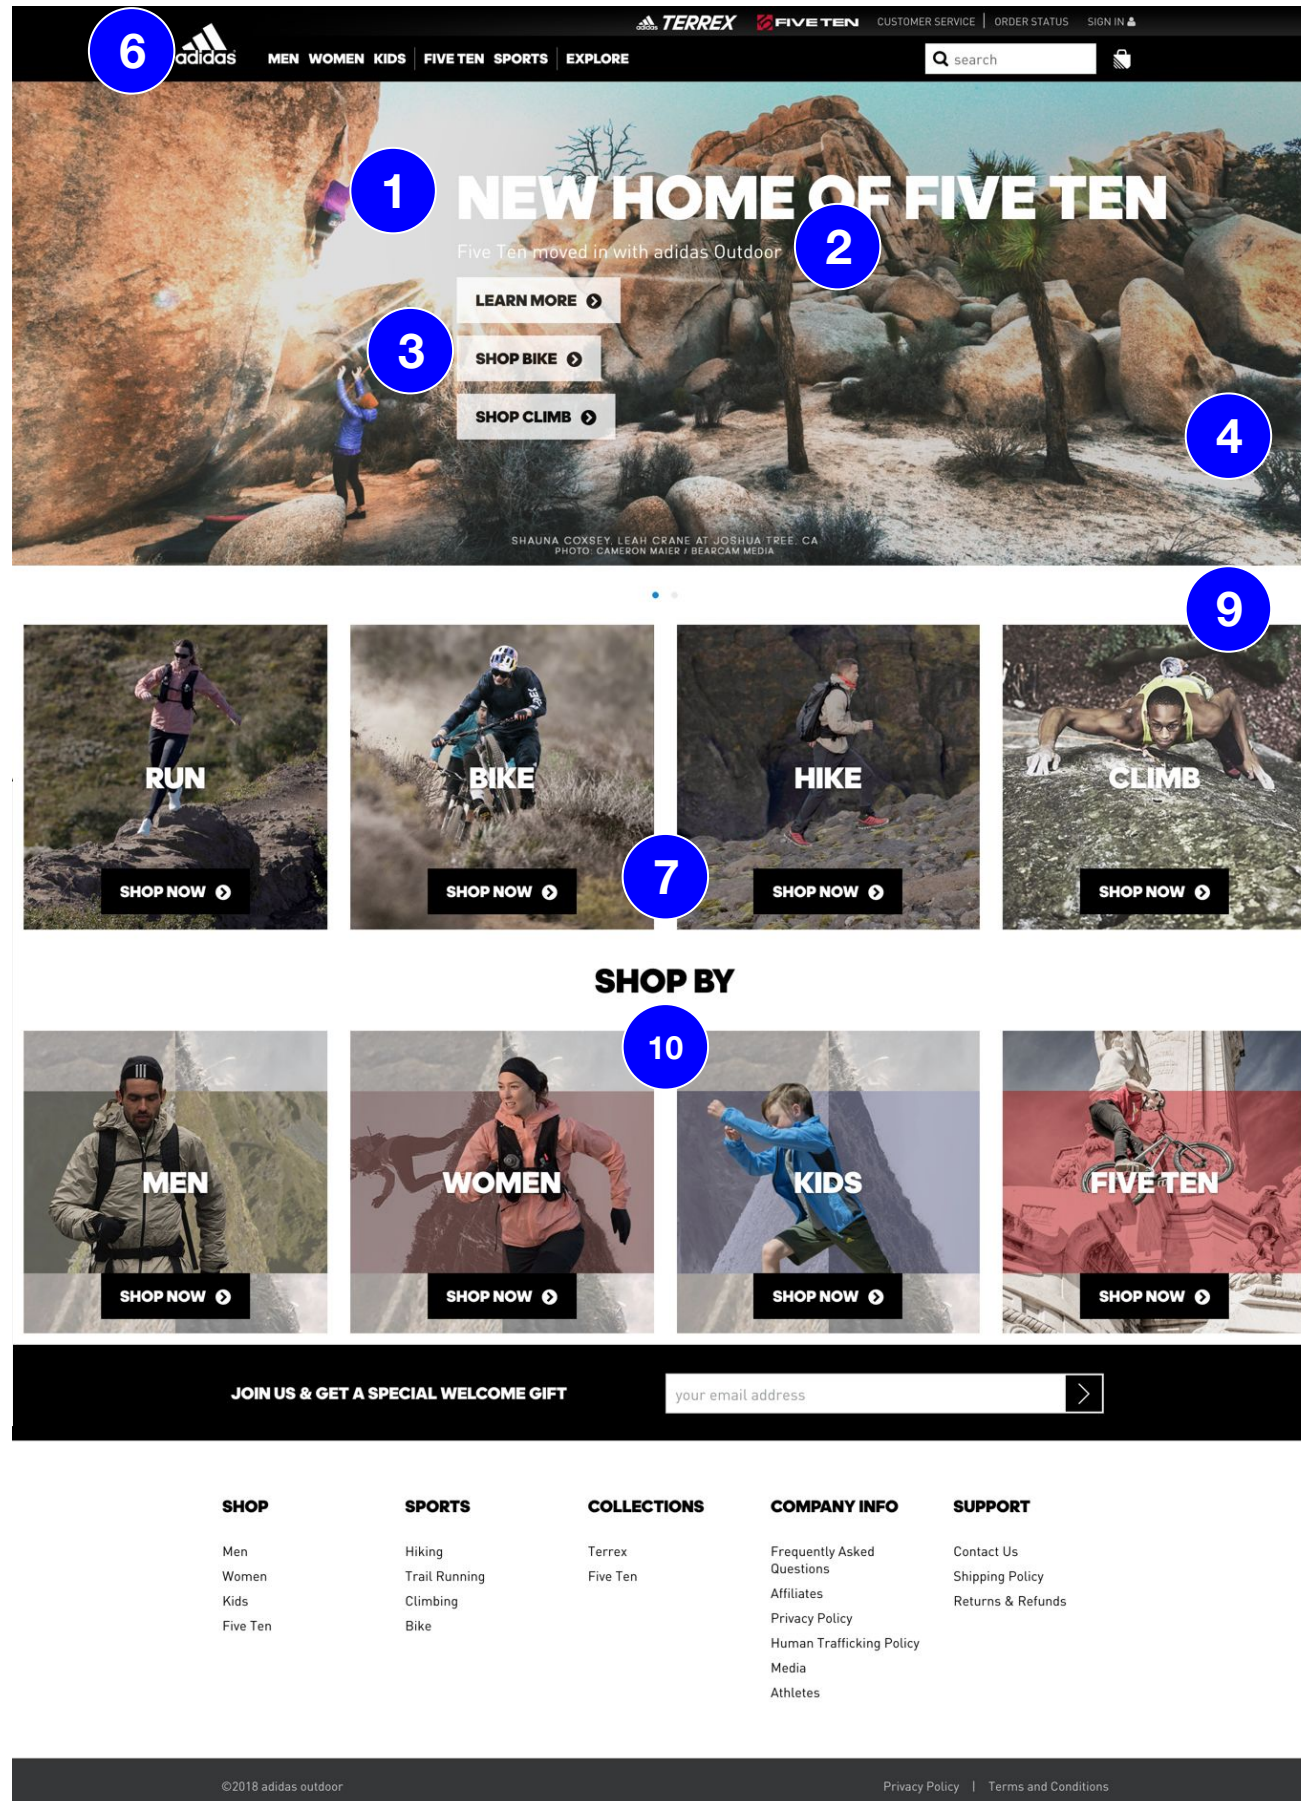 adidas TERREX FIVE TEN CUSTOMER SERVICE | ORDER STATUS SIGN IN
6 adidas MEN WOMEN KIDS | FIVE TEN SPORTS | EXPLORE search
1 NEW HOME OF FIVE TEN
2
Five Ten moved in with adidas Outdoor
LEARN MORE
3
SHOP BIKE
SHOP CLIMB
4
SHAUNA COXSEY, LEAH CRANE AT JOSHUA TREE, CA
PHOTO: CAMERON MAIER / BEARCAM MEDIA
9
RUN BIKE HIKE CLIMB
7
SHOP NOW SHOP NOW SHOP NOW SHOP NOW
SHOP BY
10
MEN WOMEN KIDS FIVE TEN
SHOP NOW SHOP NOW SHOP NOW SHOP NOW
JOIN US & GET A SPECIAL WELCOME GIFT your email address
SHOP
Men
Women
Kids
Five Ten
SPORTS
Hiking
Trail Running
Climbing
Bike
COLLECTIONS
Terrex
Five Ten
COMPANY INFO
Frequently Asked
Questions
Affiliates
Privacy Policy
Human Trafficking Policy
Media
Athletes
SUPPORT
Contact Us
Shipping Policy
Returns & Refunds
©2018 adidas outdoor Privacy Policy | Terms and Conditions